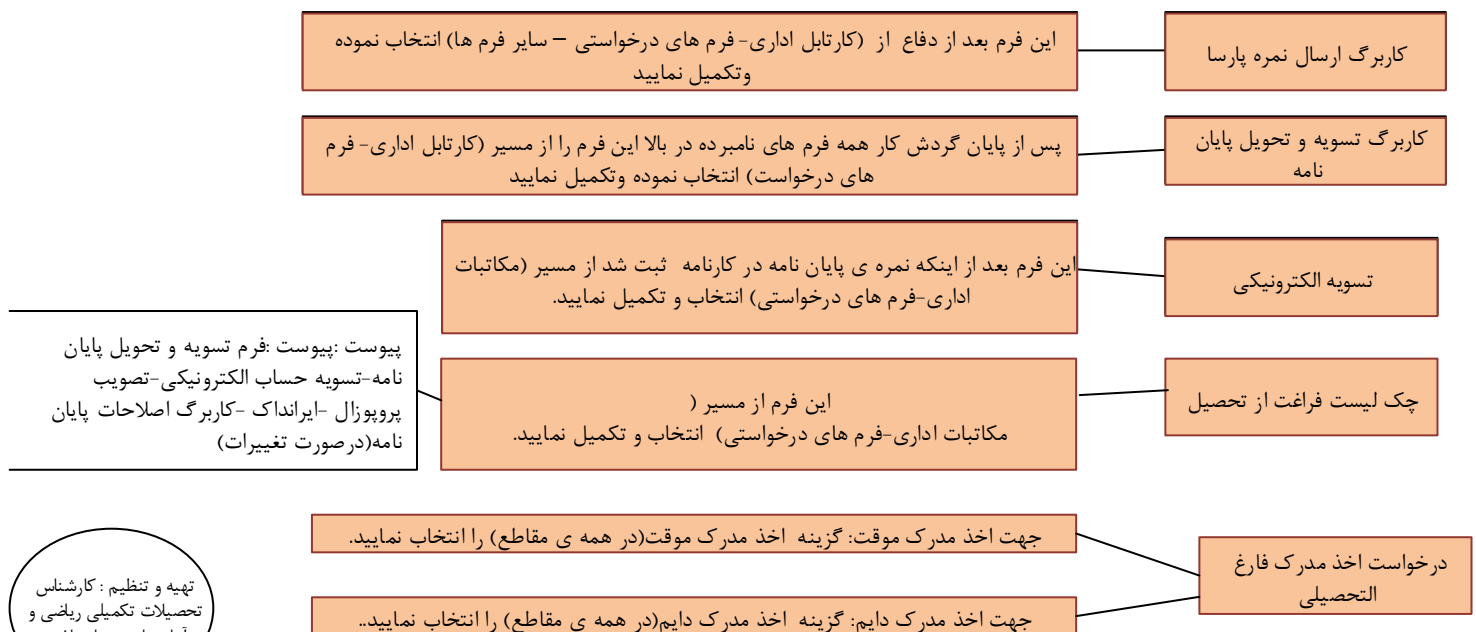 کاربرگ ارسال نمره پارسا
این فرم بعد از دفاع از (کارتابل اداری- فرم های درخواستی – سایر فرم ها) انتخاب نموده
وتکمیل نمایید
کاربرگ تسویه و تحویل پایان
نامه
پس از پایان گردش کار همه فرم های نامبرده در بالا این فرم را از مسیر (کارتابل اداری- فرم
های درخواست) انتخاب نموده وتکمیل نمایید
تسویه الکترونیکی
این فرم بعد از اینکه نمره ی پایان نامه در کارنامه ثبت شد از مسیر (مکاتبات
اداری-فرم های درخواستی) انتخاب و تکمیل نمایید.
چک لیست فراغت از تحصیل
این فرم از مسیر (
مکاتبات اداری-فرم های درخواستی) انتخاب و تکمیل نمایید.
پیوست :پیوست :فرم تسویه و تحویل پایان
نامه-تسویه حساب الکترونیکی-تصویب
پروپوزال -ایرانداک -کاربرگ اصلاحات پایان
نامه(درصورت تغییرات)
درخواست اخذ مدرک فارغ
التحصیلی
جهت اخذ مدرک موقت: گزینه اخذ مدرک موقت(در همه ی مقاطع) را انتخاب نمایید.
جهت اخذ مدرک دایم: گزینه اخذ مدرک دایم(در همه ی مقاطع) را انتخاب نمایید..
تهیه و تنظیم : کارشناس
تحصیلات تکمیلی ریاضی و